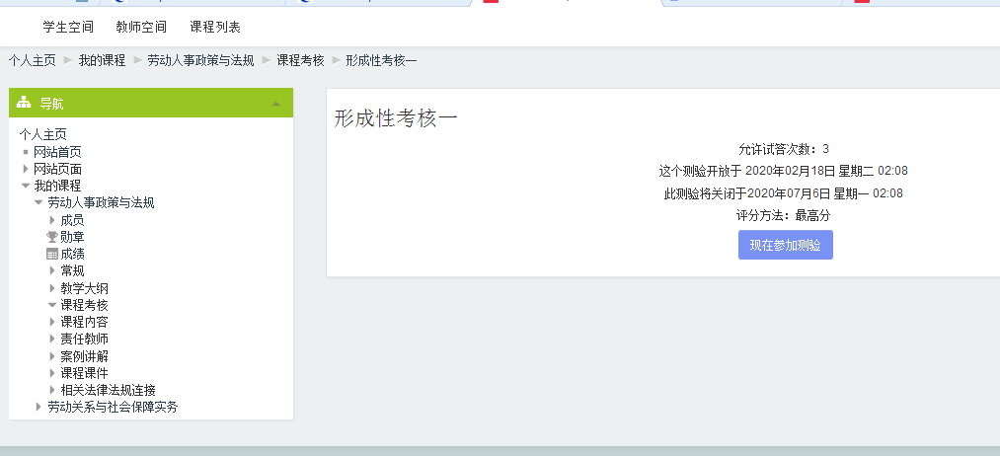 学生空间 教师空间 课程列表
个人主页 我的课程 劳动人事政策与法规 课程考核 形成性考核一
导航
个人主页
网站首页
网站页面
我的课程
劳动人事政策与法规
成员
勋章
成绩
常规
教学大纲
课程考核
课程内容
责任教师
案例讲解
课程课件
相关法律法规连接
劳动关系与社会保障实务
形成性考核一
允许试答次数：3
这个测验开放于 2020年02月18日 星期二 02:08
此测验将关闭于2020年07月6日 星期一 02:08
评分方法：最高分
现在参加测验